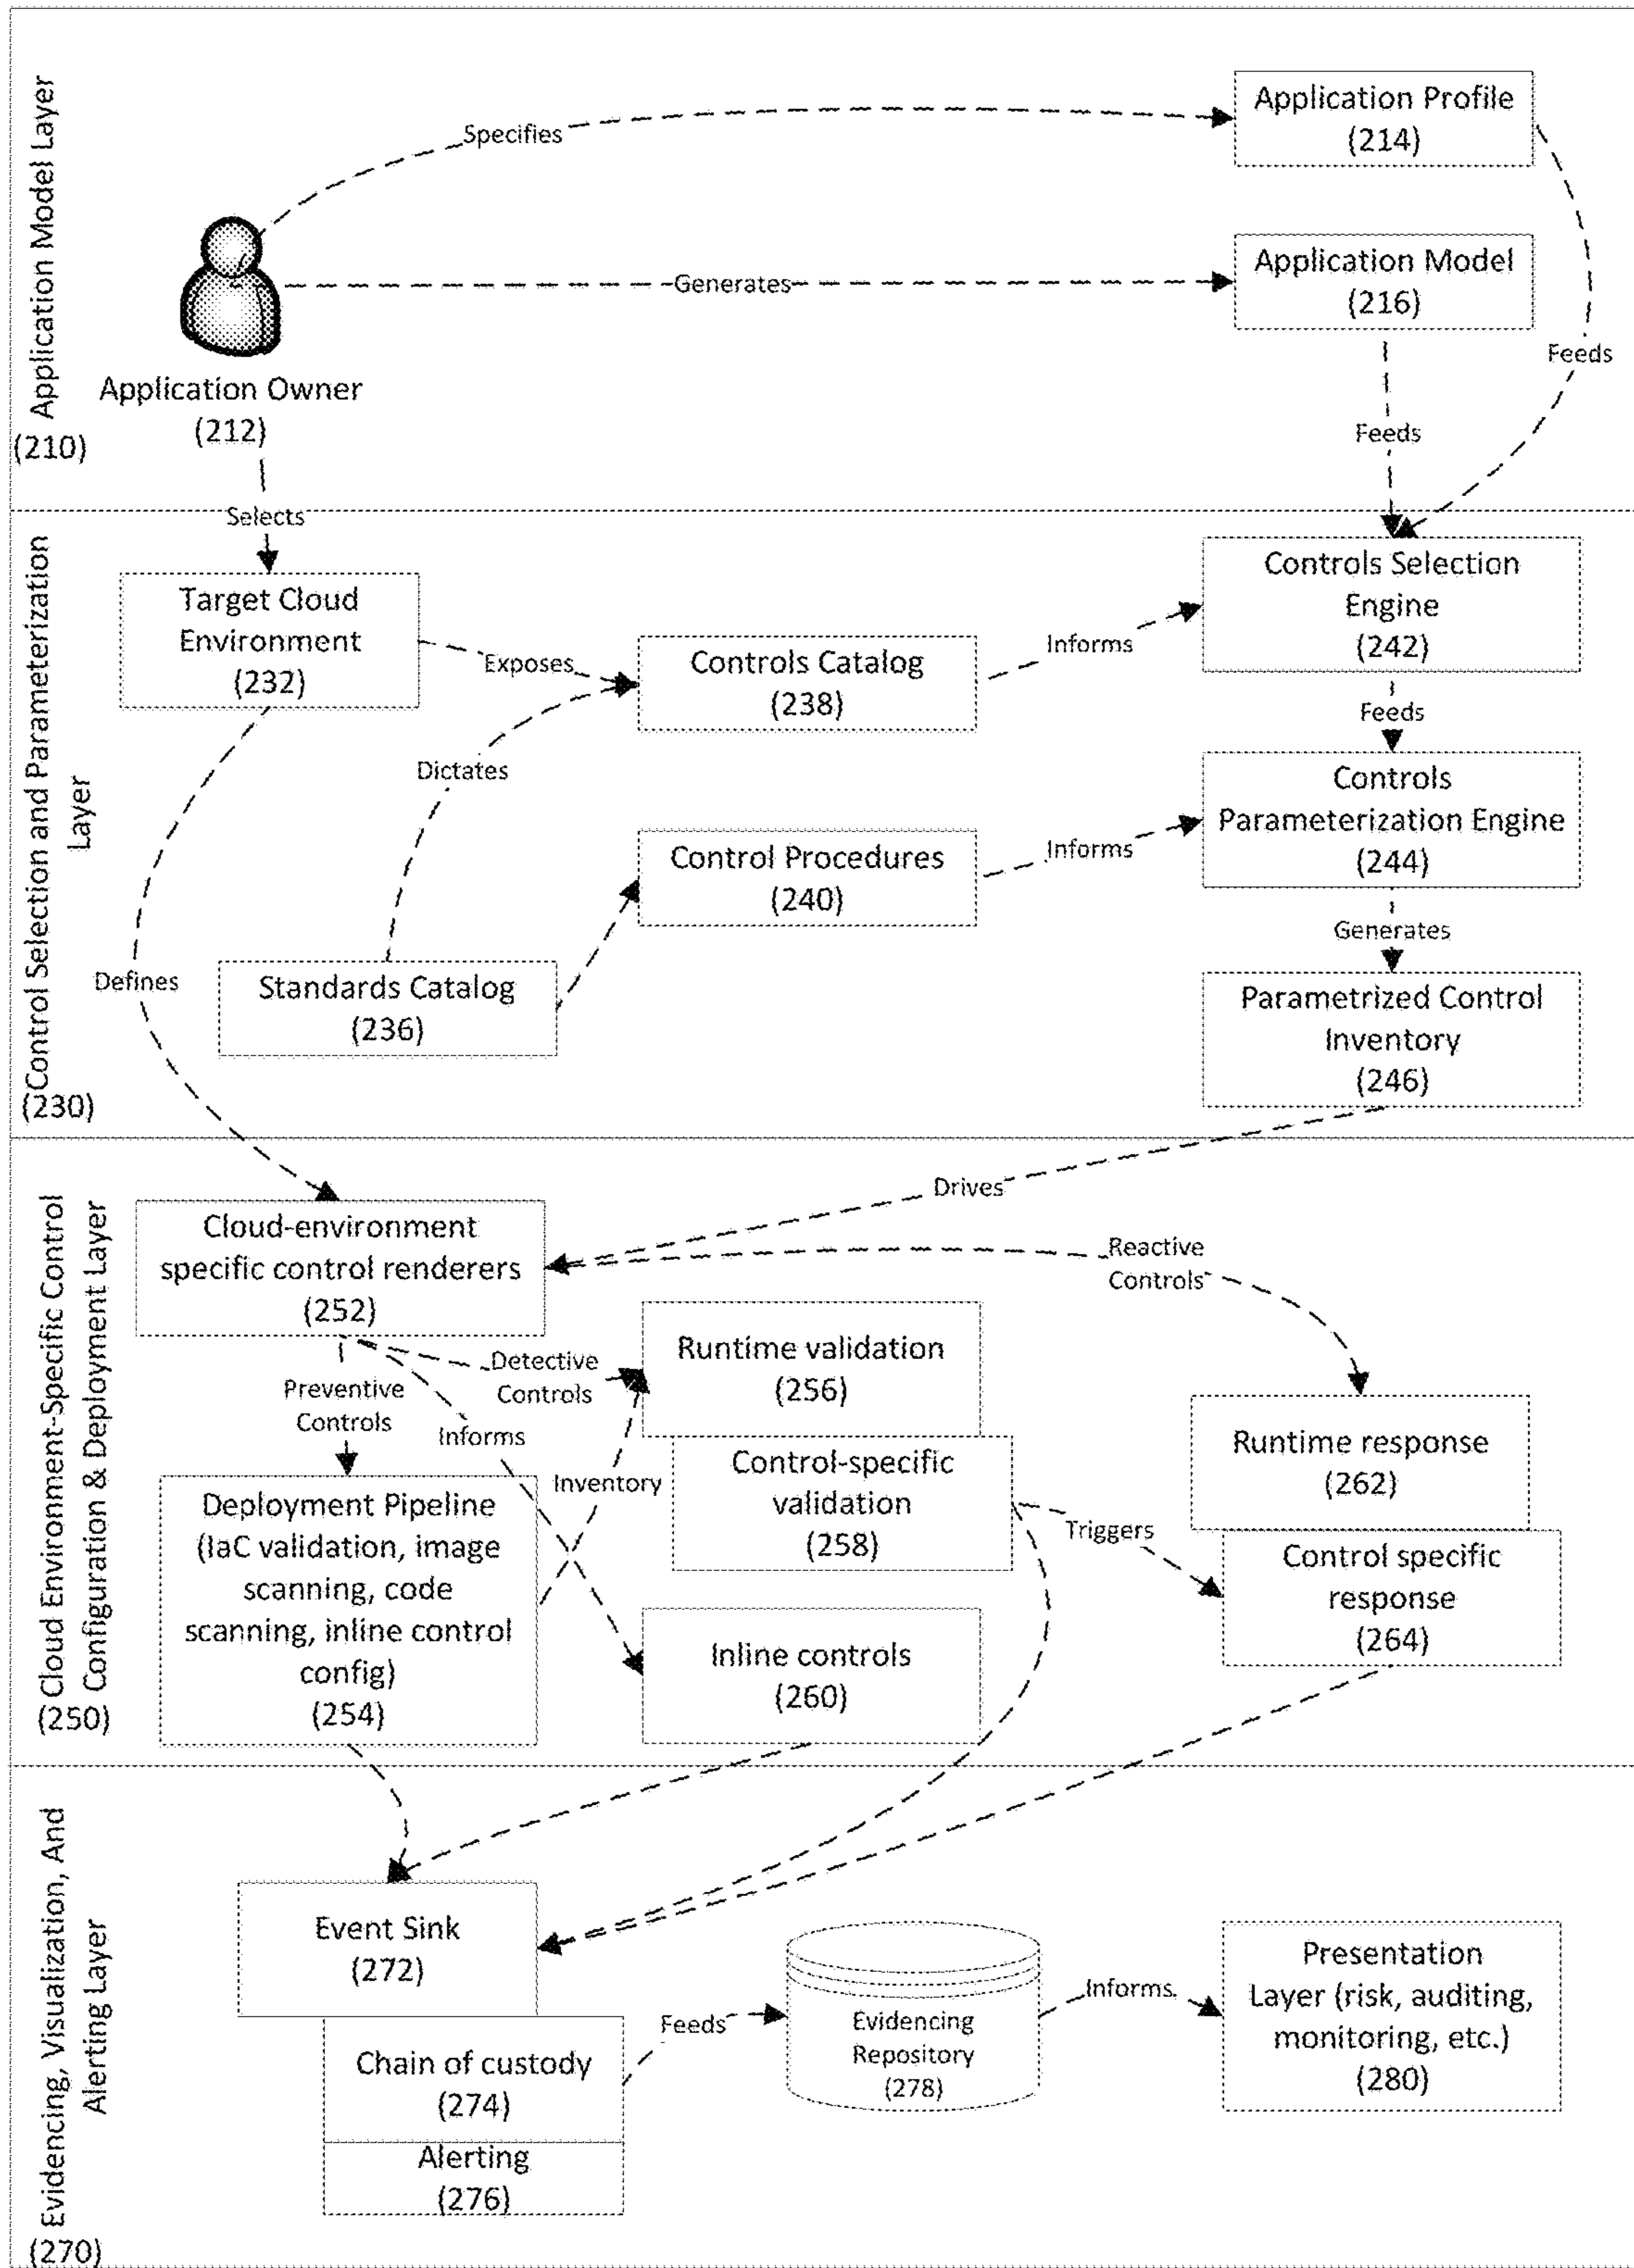 Application Model Layer
(210)
Specifies
Application Profile
(214)
Generates
Application Model
(216)
Feeds
Feeds
Application Owner
(212)
Selects
Control Selection and Parameterization
Layer
(230)
Target Cloud
Environment
(232)
Exposes
Controls Catalog
(238)
Informs
Controls Selection
Engine
(242)
Feeds
Dictates
Controls
Parameterization Engine
(244)
Control Procedures
(240)
Informs
Generates
Defines
Standards Catalog
(236)
Parametrized Control
Inventory
(246)
Drives
Cloud Environment-Specific Control
Configuration & Deployment Layer
(250)
Cloud-environment
specific control renderers
(252)
Reactive
Controls
Detective
Controls
Preventive
Controls
Informs
Inventory
Runtime validation
(256)
Control-specific
validation
(258)
Triggers
Runtime response
(262)
Control specific
response
(264)
Deployment Pipeline
(IaC validation, image
scanning, code
scanning, inline control
config)
(254)
Inline controls
(260)
Evidencing, Visualization, And
Alerting Layer
(270)
Event Sink
(272)
Chain of custody
(274)
Alerting
(276)
Feeds
Evidencing
Repository
(278)
Informs
Presentation
Layer (risk, auditing,
monitoring, etc.)
(280)